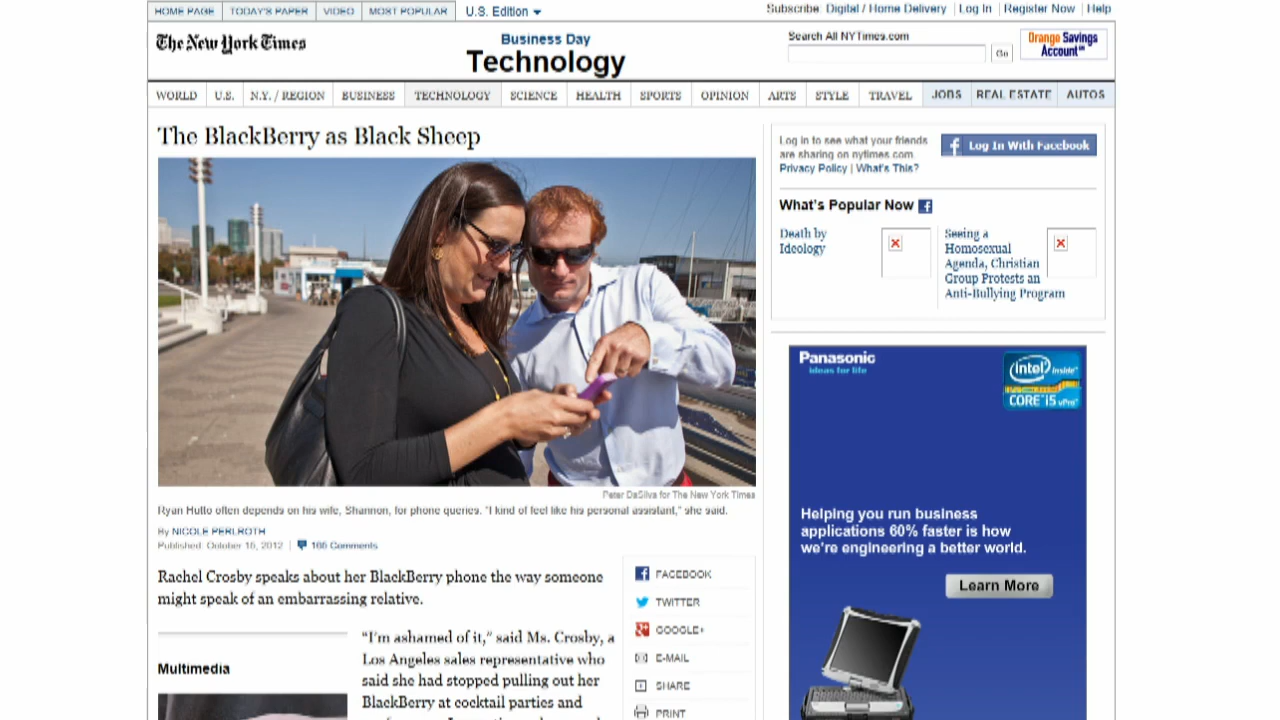 HOME PAGE TODAY'S PAPER VIDEO MOST POPULAR U.S. Edition
Subscribe: Digital / Home Delivery Log In Register Now Help
The New York Times
Business Day
Technology
Search All NYTimes.com
Go
Orange Savings
Account
WORLD U.S. N.Y. / REGION BUSINESS TECHNOLOGY SCIENCE HEALTH SPORTS OPINION ARTS STYLE TRAVEL JOBS REAL ESTATE AUTOS
The BlackBerry as Black Sheep
Peter DaSilva for The New York Times
Ryan Hutto often depends on his wife, Shannon, for phone queries. "I kind of feel like his personal assistant," she said.
By NICOLE PERLROTH
Published: October 15, 2012 | Comments
Rachel Crosby speaks about her BlackBerry phone the way someone
might speak of an embarrassing relative.
Multimedia
"I'm ashamed of it," said Ms. Crosby, a
Los Angeles sales representative who
said she had stopped pulling out her
BlackBerry at cocktail parties and
FACEBOOK
TWITTER
GOOGLE+
E-MAIL
SHARE
PRINT
Log in to see what your friends
are sharing on nytimes.com.
Privacy Policy | What's This?
Log In With Facebook
What's Popular Now
Death by
Ideology
Seeing a
Homosexual
Agenda, Christian
Group Protests an
Anti-Bullying Program
Panasonic
ideas for life
intel inside
CORE i5 vPro
Helping you run business
applications 60% faster is how
we're engineering a better world.
Learn More